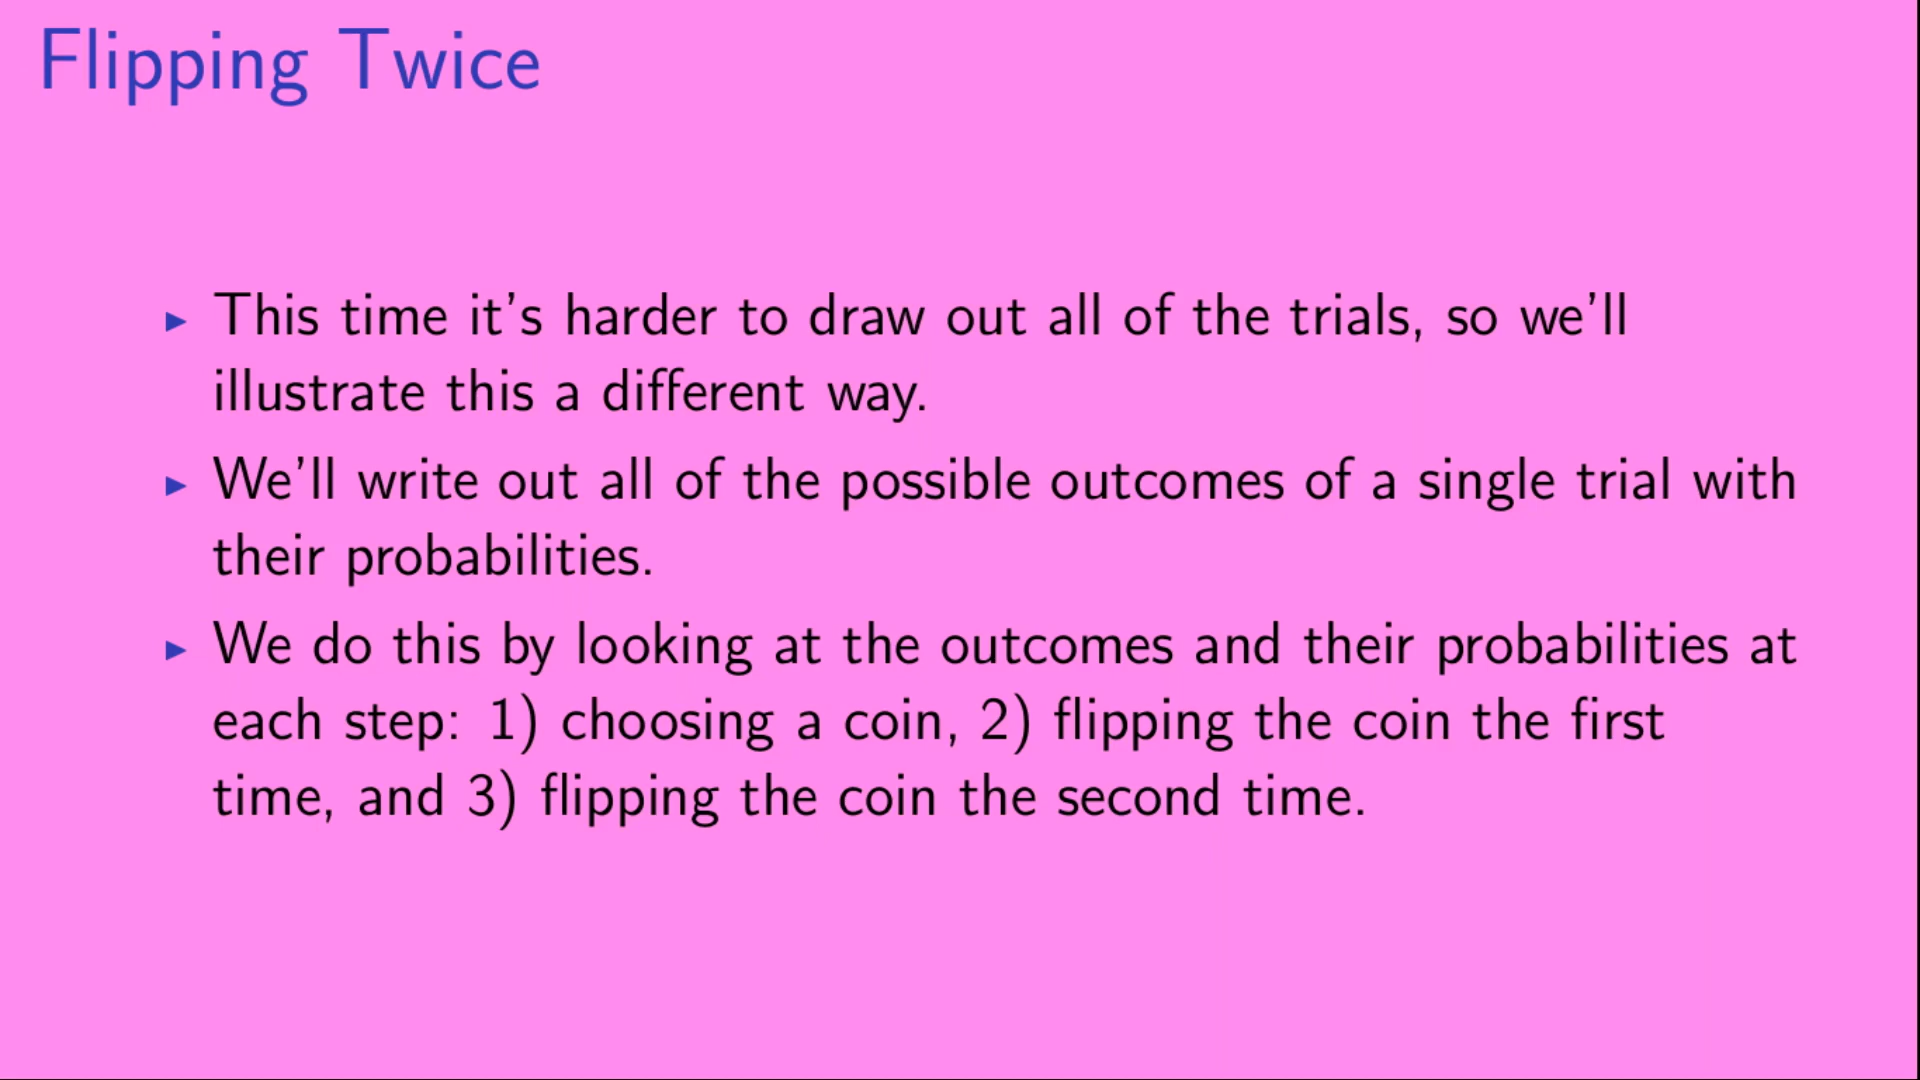 Flipping Twice
▶ This time it's harder to draw out all of the trials, so we'll
illustrate this a different way.
▶ We'll write out all of the possible outcomes of a single trial with
their probabilities.
▶ We do this by looking at the outcomes and their probabilities at
each step: 1) choosing a coin, 2) flipping the coin the first
time, and 3) flipping the coin the second time.